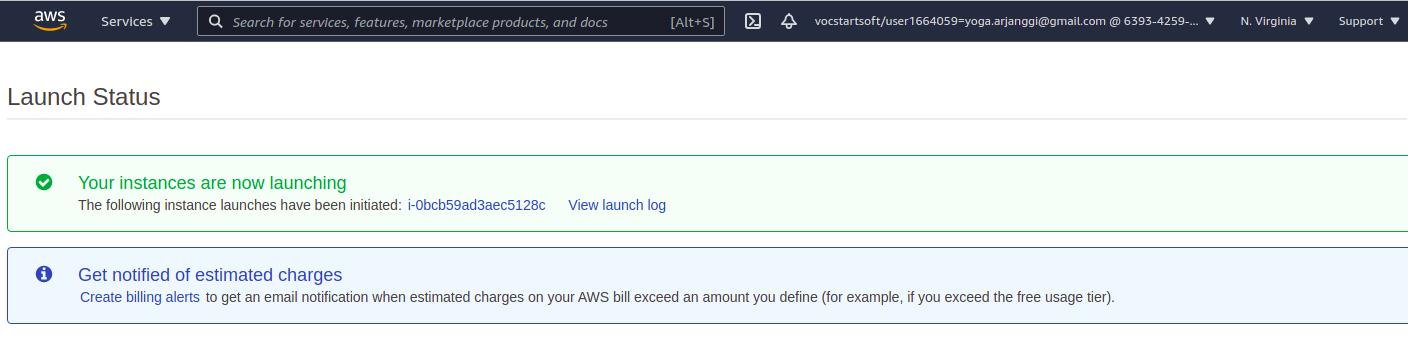 aws Services Search for services, features, marketplace products, and docs [Alt+S] vocstartsoft/user1664059=yoga.arjanggi@gmail.com @ 6393-4259-... N. Virginia Support
Launch Status
Your instances are now launching
The following instance launches have been initiated: i-0bcb59ad3aec5128c View launch log
Get notified of estimated charges
Create billing alerts to get an email notification when estimated charges on your AWS bill exceed an amount you define (for example, if you exceed the free usage tier).